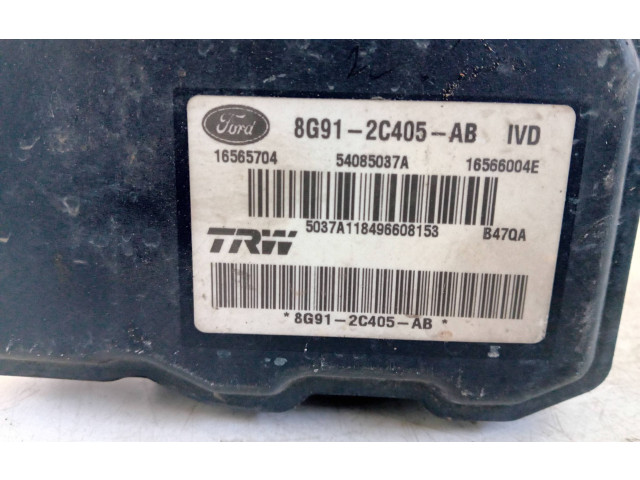 Ford 8G91-2C405-AB IVD
16565704 54085037A 16566004E
5037A118496608153 B47QA
TRW
*8G91-2C405-AB*